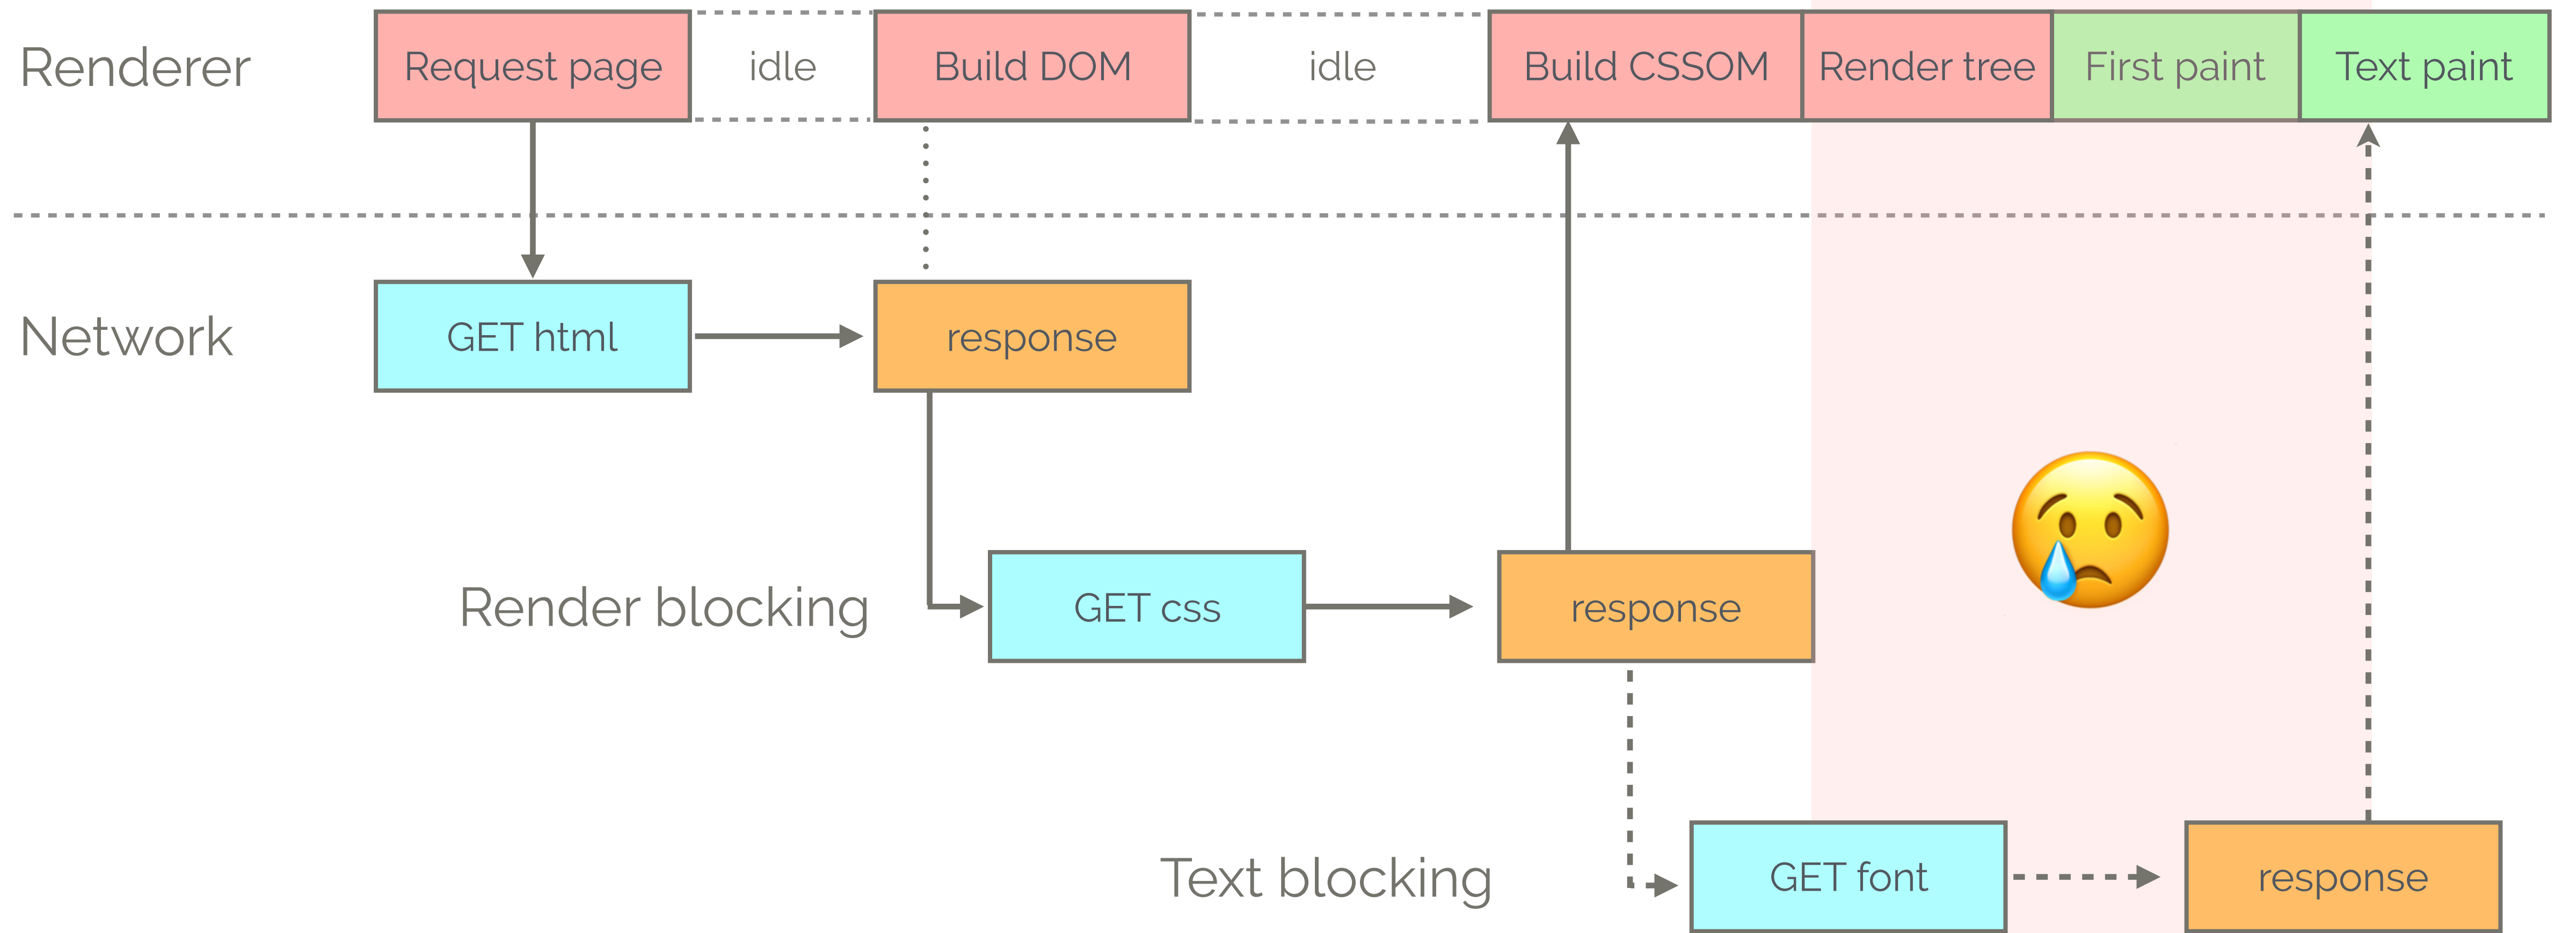 Renderer
Request page
idle
Build DOM
idle
Build CSSOM
Render tree
First paint
Text paint
Network
GET html
response
Render blocking
GET css
response
Text blocking
GET font
response